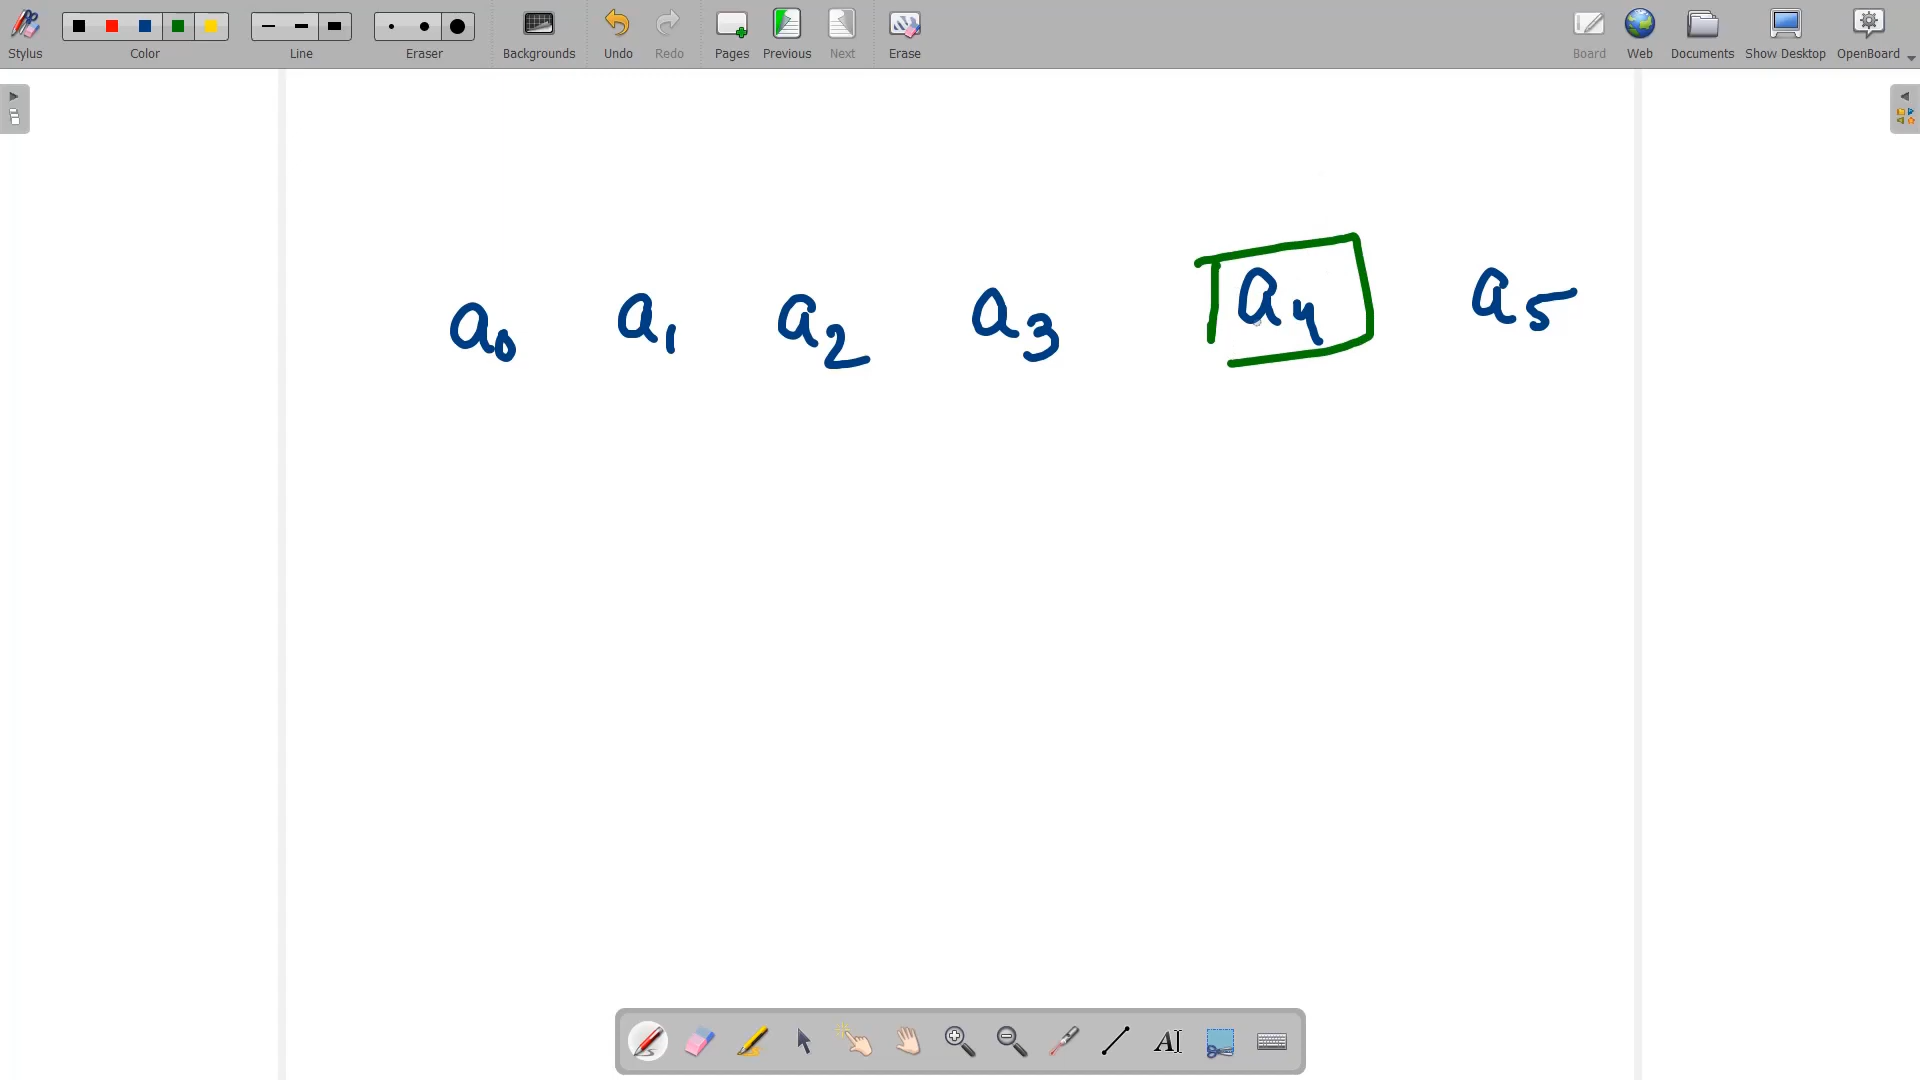 Stylus Color Line Eraser Backgrounds Undo Redo Pages Previous Next Erase Board Web Documents Show Desktop OpenBoard
a₀ a₁ a₂ a₃ a₄ a₅
A